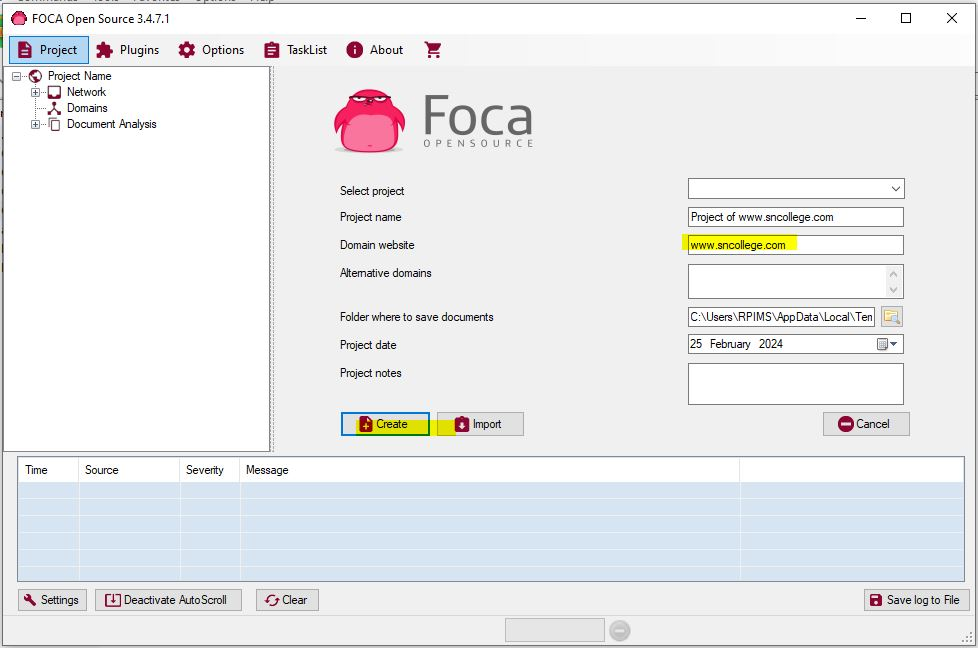 FOCA Open Source 3.4.7.1
Project Plugins Options TaskList About
Project Name
Network
Domains
Document Analysis
Foca
OPENSOURCE
Select project
Project name Project of www.sncollege.com
Domain website www.sncollege.com
Alternative domains
Folder where to save documents C:\Users\RPIMS\AppData\Local\Ten
Project date 25 February 2024
Project notes
Create Import Cancel
Time Source Severity Message
Settings Deactivate AutoScroll Clear Save log to File